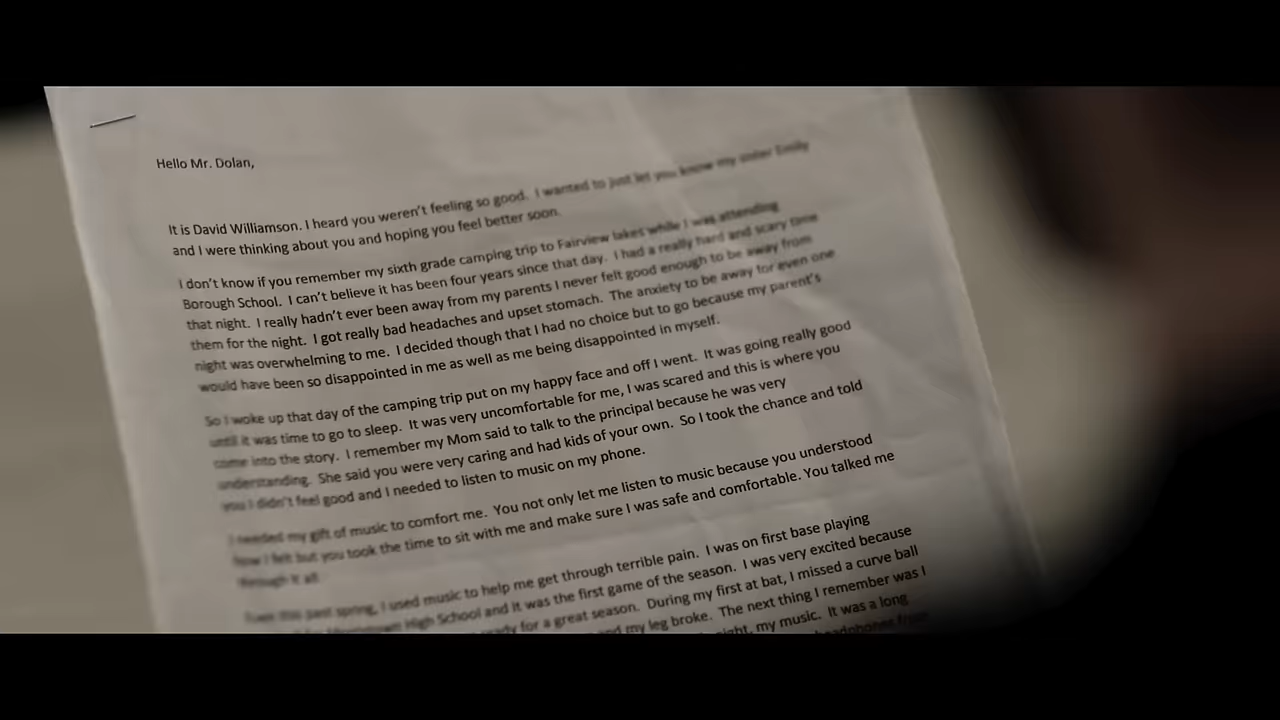 Hello Mr. Dolan,
It is David Williamson. I heard you weren't feeling so good. I wanted to just let you know my sister Emily
and I were thinking about you and hoping you feel better soon.
I don't know if you remember my sixth grade camping trip to Fairview lakes while I was attending
Borough School. I can't believe it has been four years since that day. I had a really hard and scary time
that night. I really hadn't ever been away from my parents I never felt good enough to be away from
them for the night. I got really bad headaches and upset stomach. The anxiety to be away for even one
night was overwhelming to me. I decided though that I had no choice but to go because my parent's
would have been so disappointed in me as well as me being disappointed in myself.
So I woke up that day of the camping trip put on my happy face and off I went. It was going really good
until it was time to go to sleep. It was very uncomfortable for me, I was scared and this is where you
come into the story. I remember my Mom said to talk to the principal because he was very
understanding. She said you were very caring and had kids of your own. So I took the chance and told
you I didn't feel good and I needed to listen to music on my phone.
I needed my gift of music to comfort me. You not only let me listen to music because you understood
how I felt but you took the time to sit with me and make sure I was safe and comfortable. You talked me
through it all.
Even this past spring, I used music to help me get through terrible pain. I was on first base playing
High School and it was the first game of the season. I was very excited because
ready for a great season. During my first at bat, I missed a curve ball
and my leg broke. The next thing I remember was I
night, my music. It was a long
headphones from